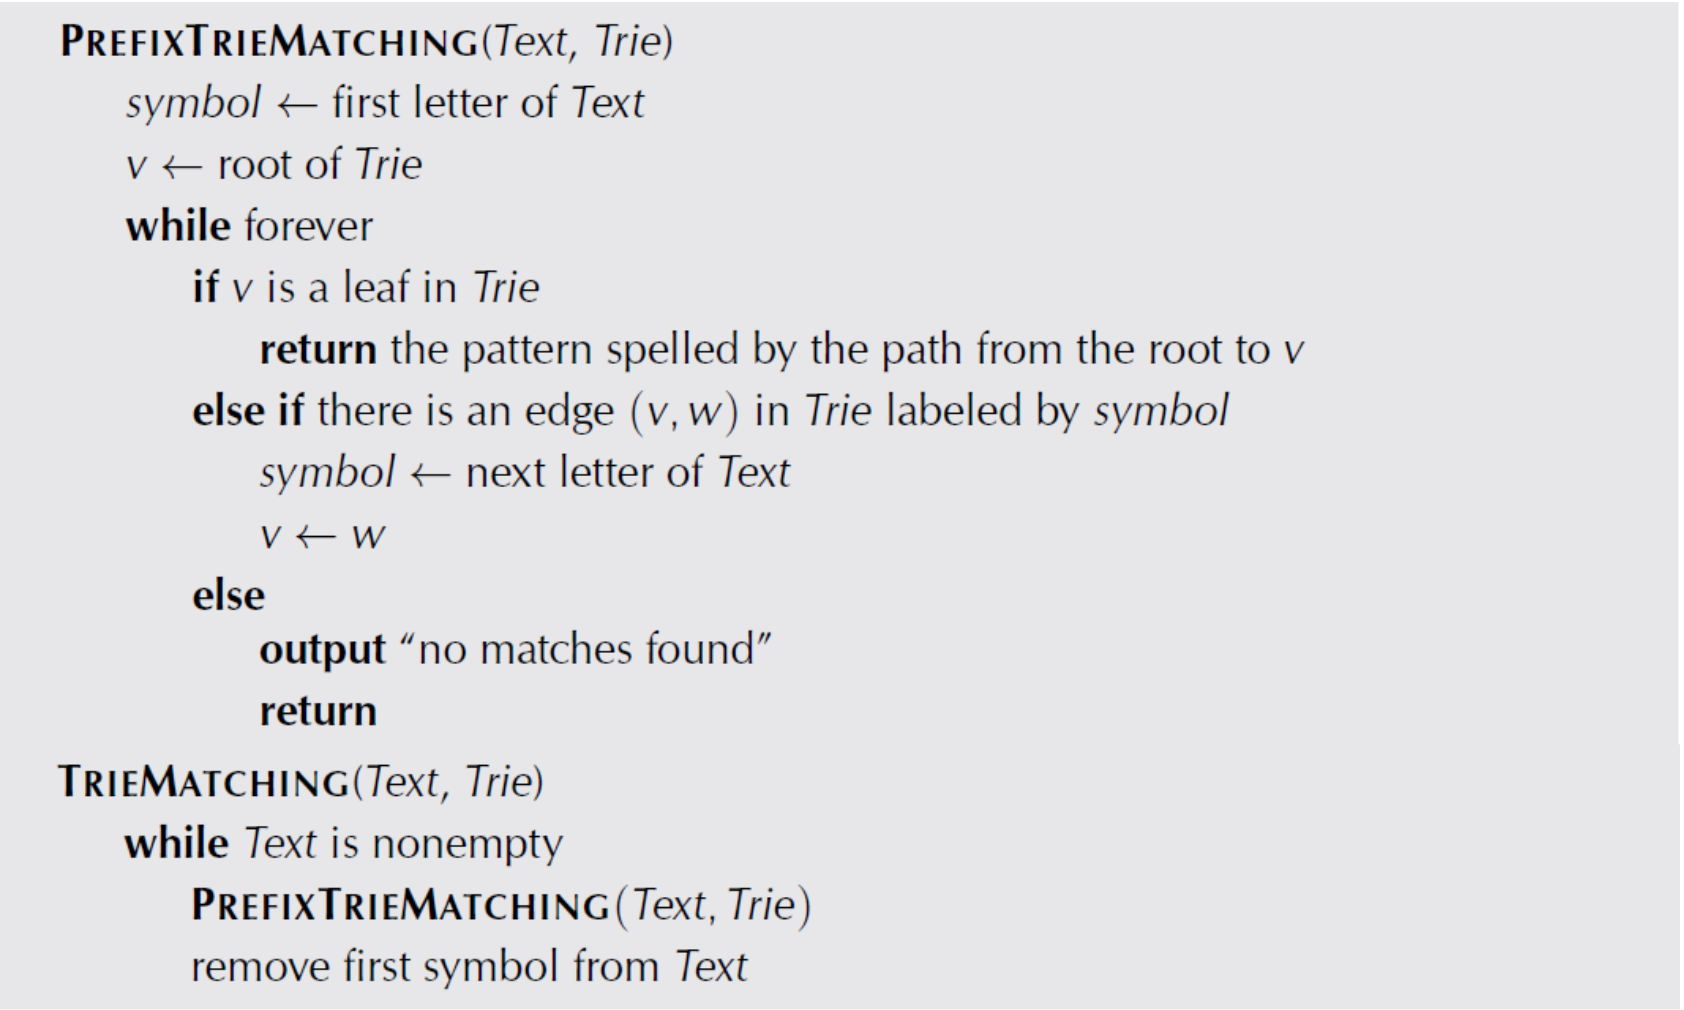 PREFIXTRIEMATCHING(Text, Trie)
symbol ← first letter of Text
v ← root of Trie
while forever
if v is a leaf in Trie
return the pattern spelled by the path from the root to v
else if there is an edge (v, w) in Trie labeled by symbol
symbol ← next letter of Text
v ← w
else
output “no matches found”
return
TRIEMATCHING(Text, Trie)
while Text is nonempty
PREFIXTRIEMATCHING(Text, Trie)
remove first symbol from Text